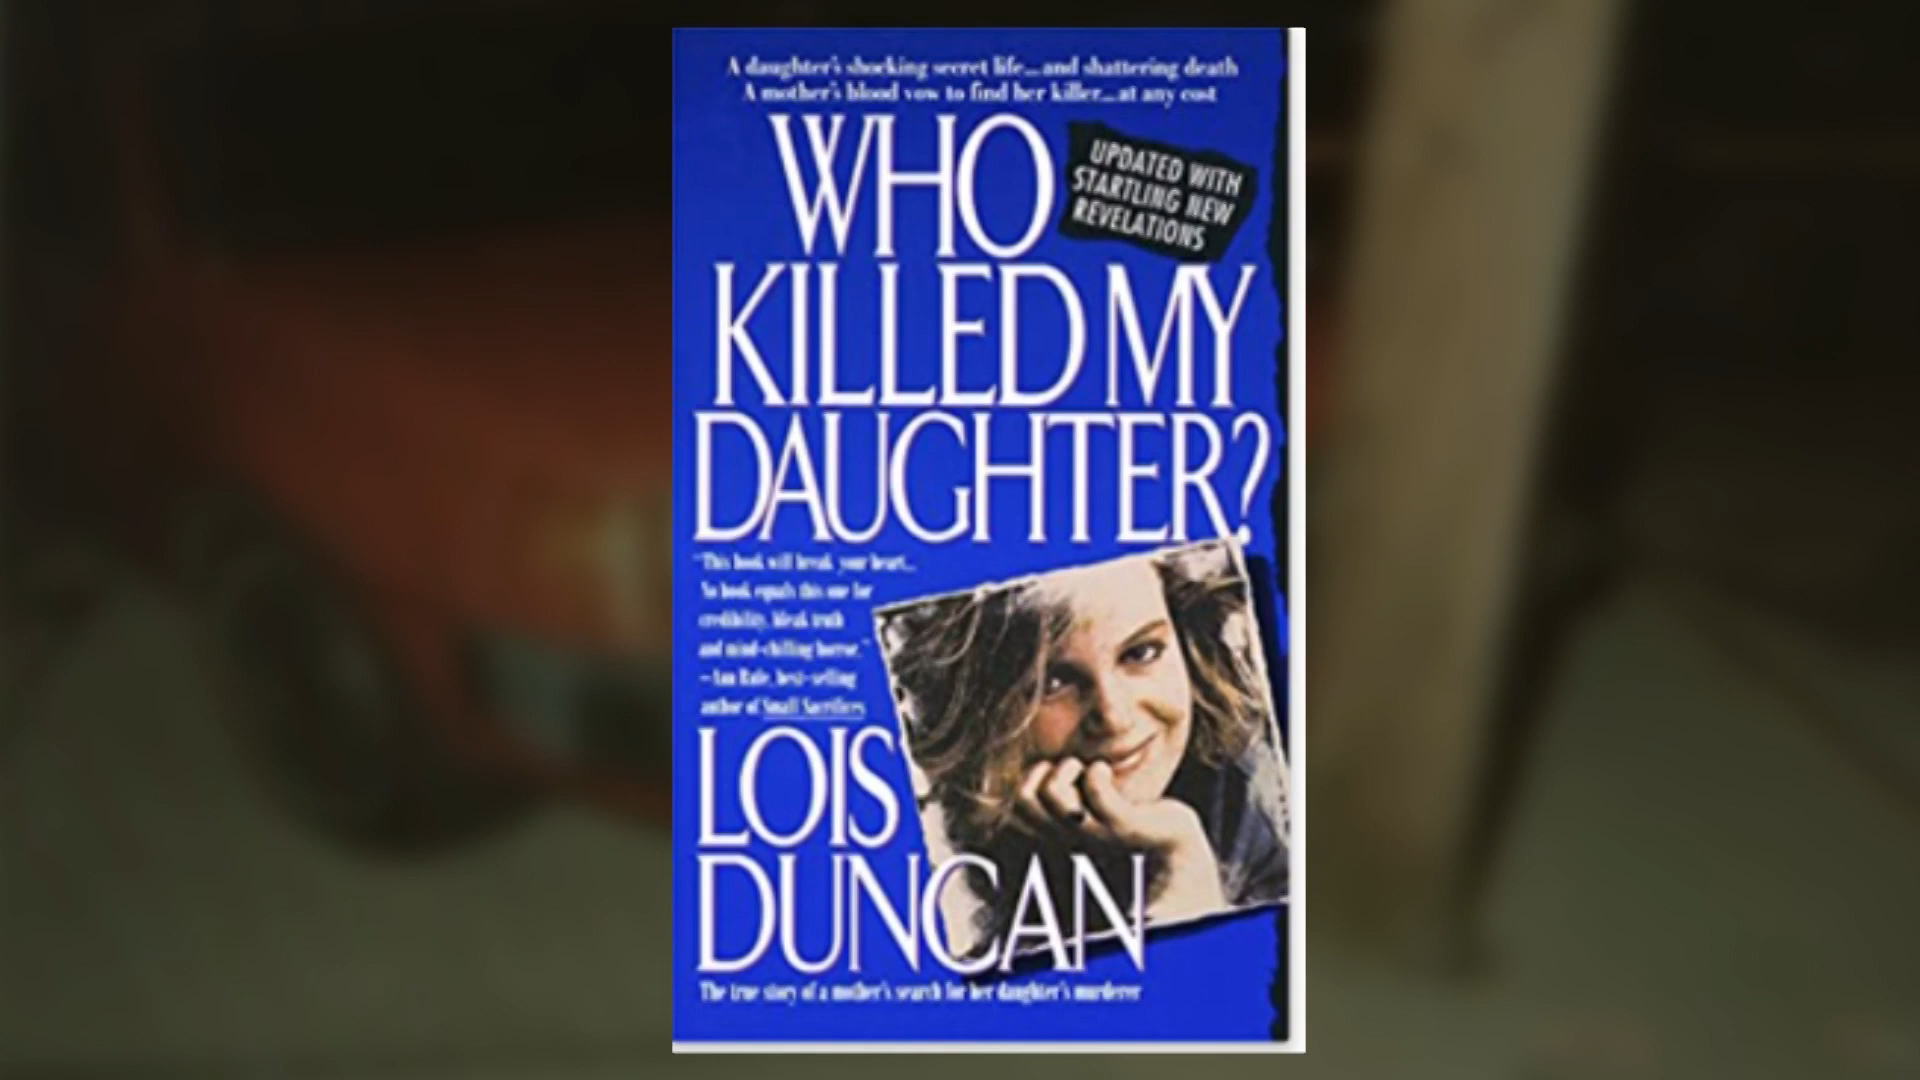 A daughter's shocking secret life...and shattering death
A mother's blood vow to find her killer...at any cost
WHO
UPDATED WITH
STARTLING NEW
REVELATIONS
KILLED MY
DAUGHTER?
"This book will break your heart...
No book equals this one for
credibility, bleak truth
and mind-chilling horror."
—Ann Rule, best-selling
author of Small Sacrifices
LOIS
DUNCAN
The true story of a mother's search for her daughter's murderer